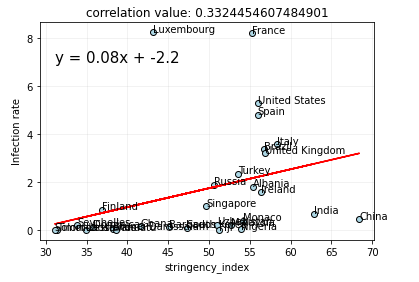 correlation value: 0.3324454607484901
y = 0.08x + -2.2
Luxembourg
France
United States
Spain
Italy
Brazil
United Kingdom
Turkey
Russia
Albania
Ireland
Finland
Singapore
India
China
Seychelles
Ghana
Monaco
Nigeria
Fiji
Infection rate
0
2
4
6
8
30
35
40
45
50
55
60
65
70
stringency_index